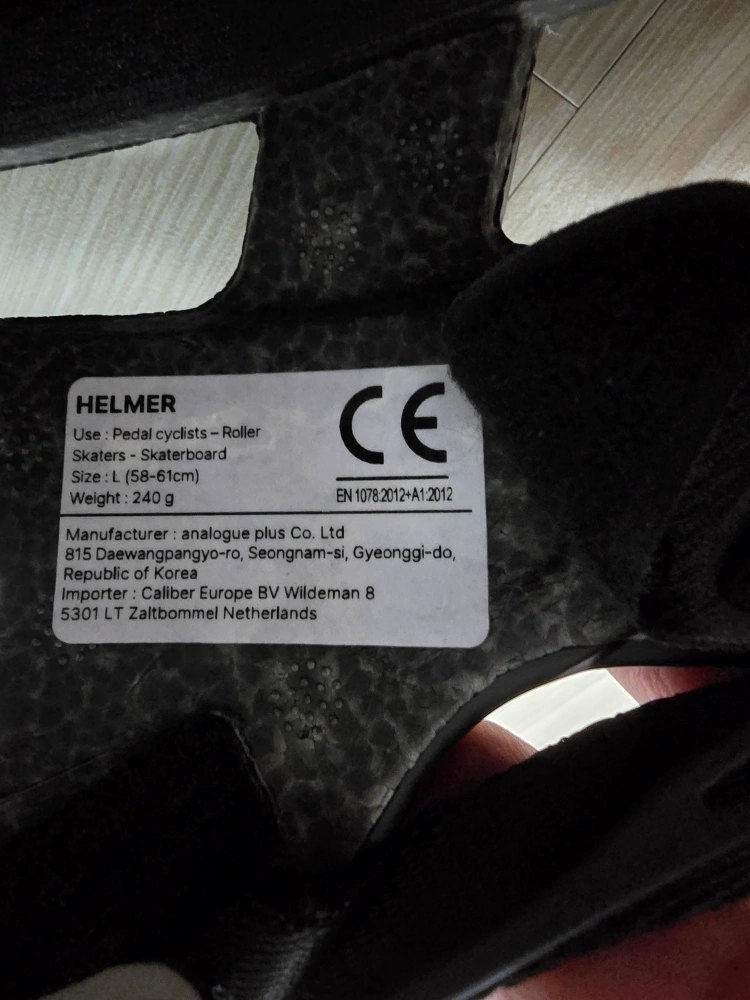 HELMER
Use : Pedal cyclists – Roller
Skaters - Skaterboard
Size : L (58-61cm)
Weight : 240 g
CE
EN 1078:2012+A1:2012
Manufacturer : analogue plus Co. Ltd
815 Daewangpangyo-ro, Seongnam-si, Gyeonggi-do,
Republic of Korea
Importer : Caliber Europe BV Wildeman 8
5301 LT Zaltbommel Netherlands